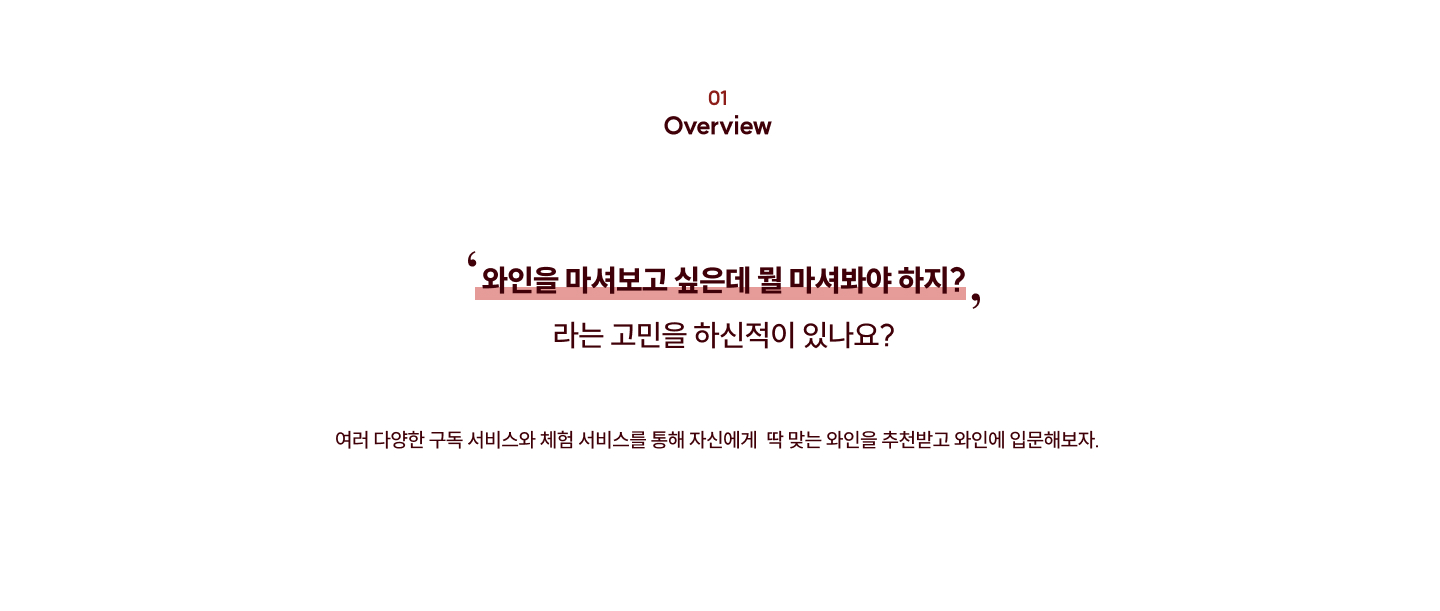 01
Overview
‘와인을 마셔보고 싶은데 뭘 마셔봐야 하지?’
라는 고민을 하신적이 있나요?
여러 다양한 구독 서비스와 체험 서비스를 통해 자신에게  딱 맞는 와인을 추천받고 와인에 입문해보자.